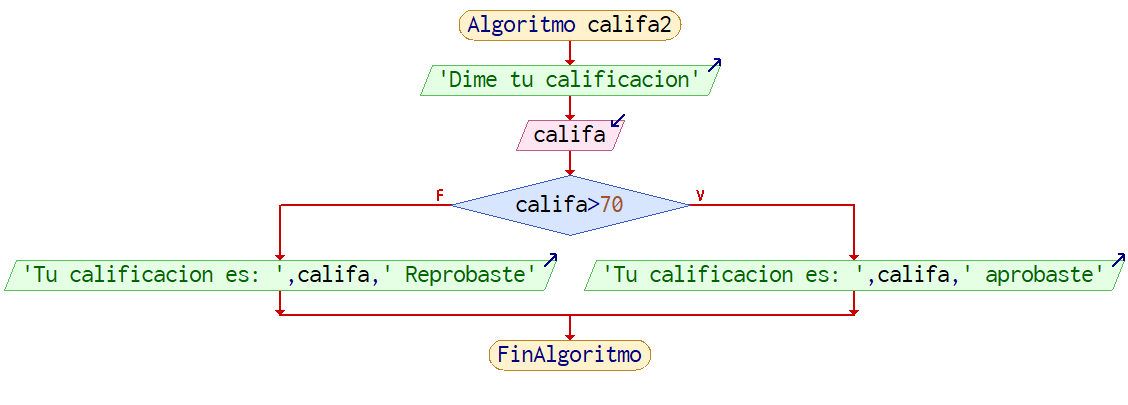 Algoritmo califa2
'Dime tu calificacion'
califa
F
califa>70
V
'Tu calificacion es: ',califa,' Reprobaste'
'Tu calificacion es: ',califa,' aprobaste'
FinAlgoritmo